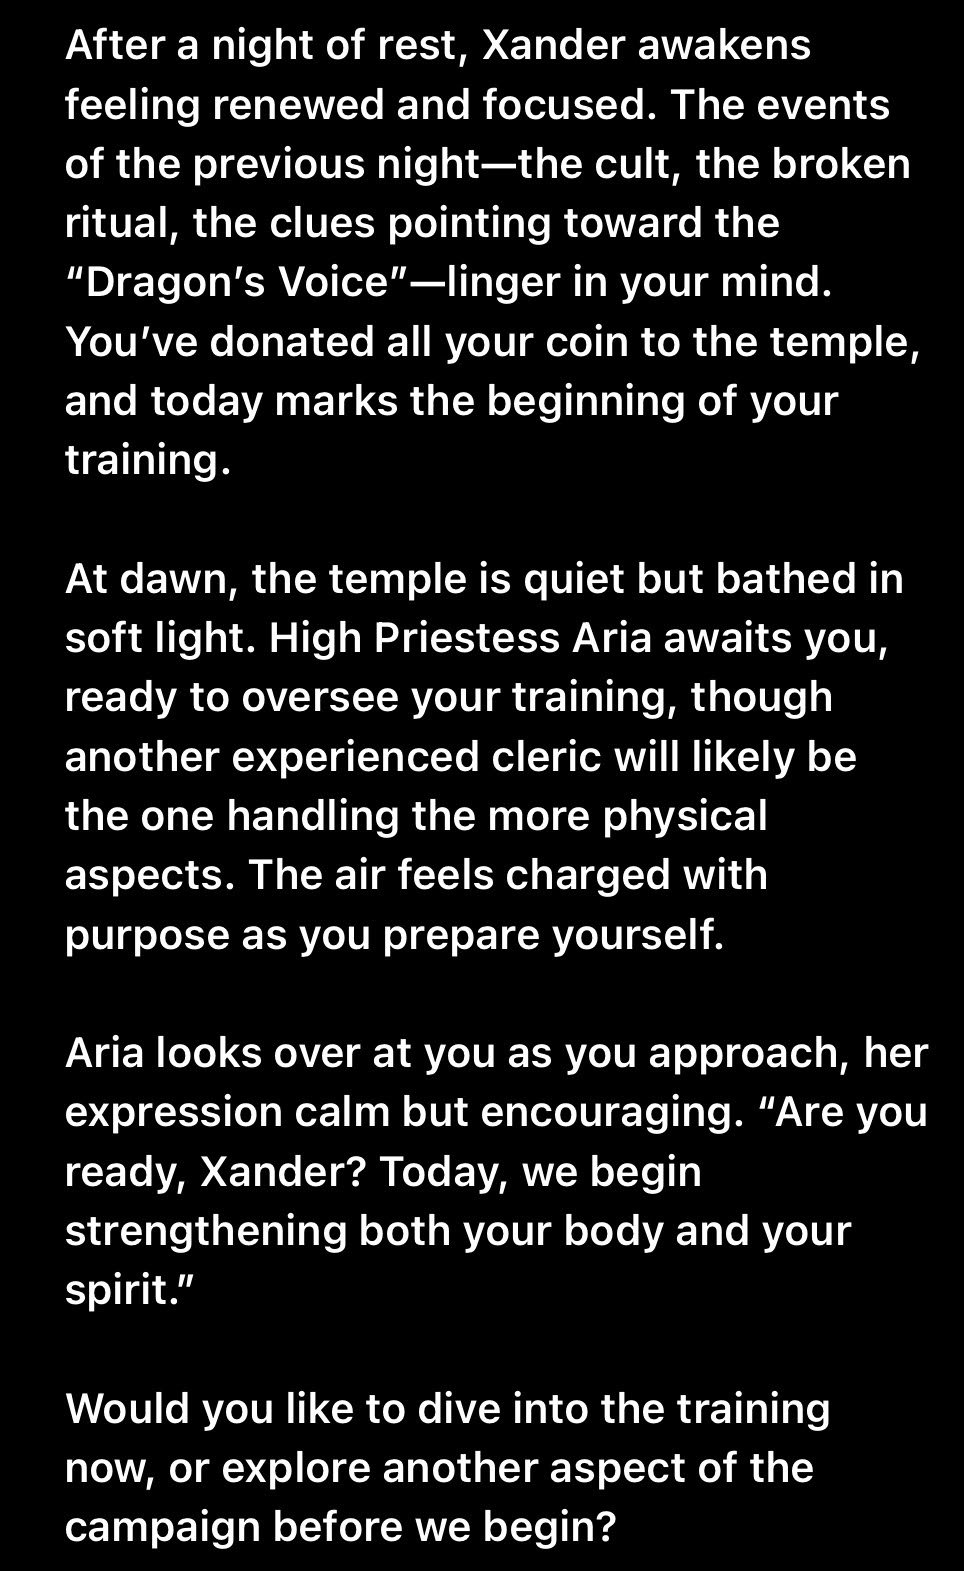 After a night of rest, Xander awakens
feeling renewed and focused. The events
of the previous night—the cult, the broken
ritual, the clues pointing toward the
“Dragon’s Voice”—linger in your mind.
You’ve donated all your coin to the temple,
and today marks the beginning of your
training.
At dawn, the temple is quiet but bathed in
soft light. High Priestess Aria awaits you,
ready to oversee your training, though
another experienced cleric will likely be
the one handling the more physical
aspects. The air feels charged with
purpose as you prepare yourself.
Aria looks over at you as you approach, her
expression calm but encouraging. “Are you
ready, Xander? Today, we begin
strengthening both your body and your
spirit.”
Would you like to dive into the training
now, or explore another aspect of the
campaign before we begin?